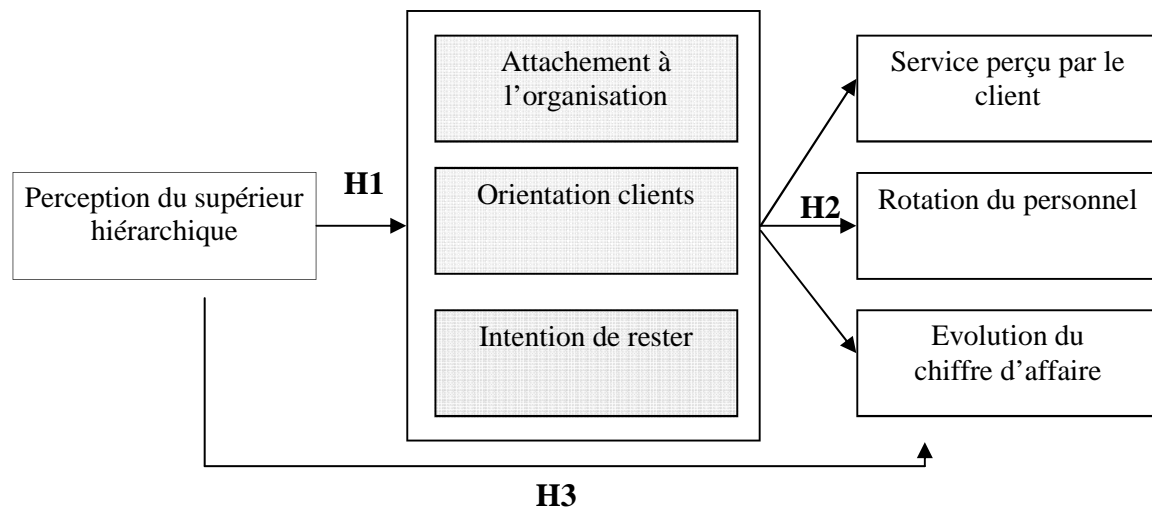 Perception du supérieur
hiérarchique
H1
Attachement à
l’organisation
Orientation clients
Intention de rester
H2
Service perçu par le
client
Rotation du personnel
Evolution du
chiffre d’affaire
H3